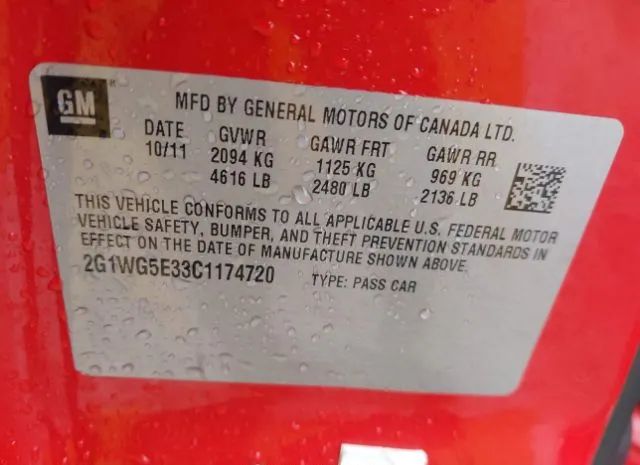 GM
MFD BY GENERAL MOTORS OF CANADA LTD.
DATE GVWR GAWR FRT GAWR RR
10/11 2094 KG 1125 KG 969 KG
4616 LB 2480 LB 2136 LB
THIS VEHICLE CONFORMS TO ALL APPLICABLE U.S. FEDERAL MOTOR
VEHICLE SAFETY, BUMPER, AND THEFT PREVENTION STANDARDS IN
EFFECT ON THE DATE OF MANUFACTURE SHOWN ABOVE.
2G1WG5E33C1174720 TYPE: PASS CAR